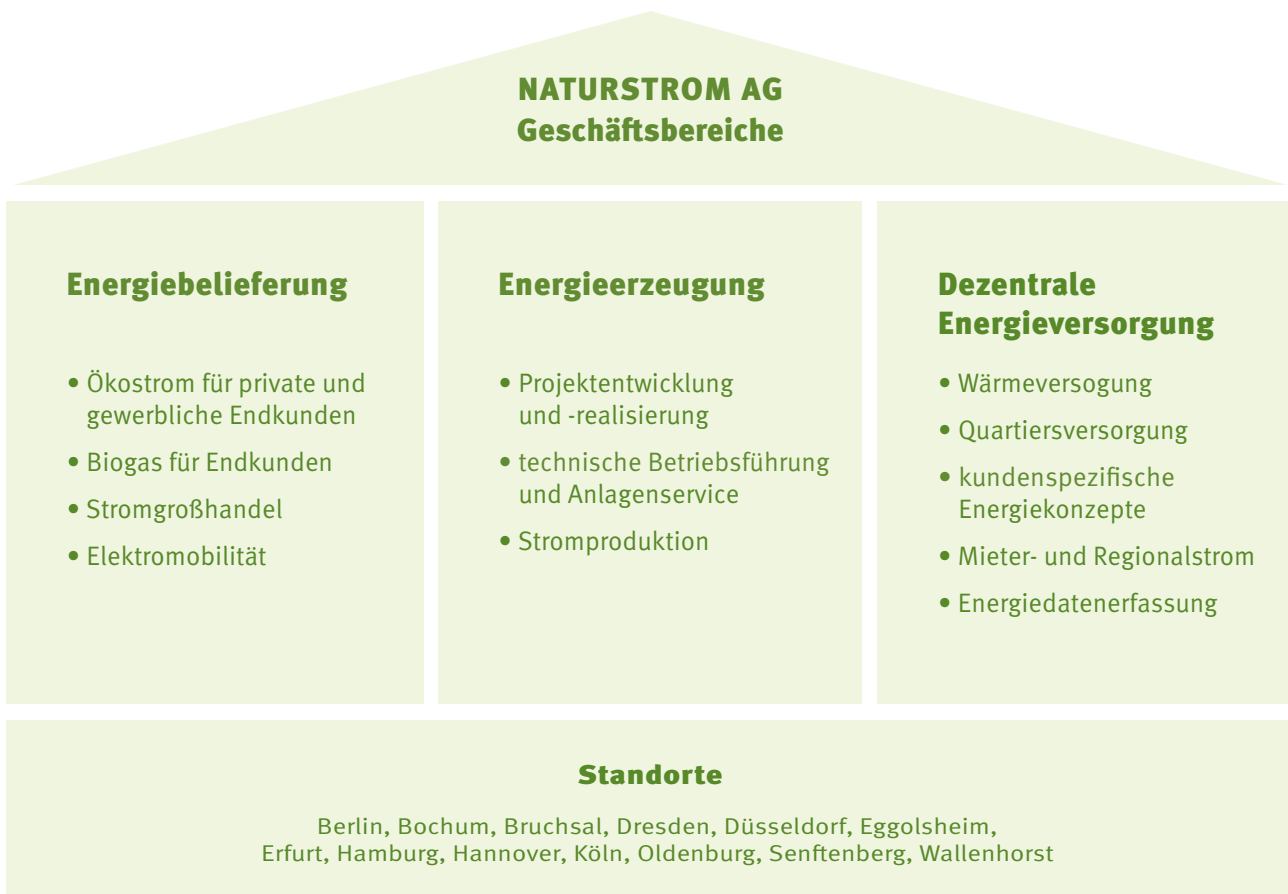 NATURSTROM AG
Geschäftsbereiche
Energiebelieferung
• Ökostrom für private und
gewerbliche Endkunden
• Biogas für Endkunden
• Stromgroßhandel
• Elektromobilität
Energieerzeugung
• Projektentwicklung
und -realisierung
• technische Betriebsführung
und Anlagenservice
• Stromproduktion
Dezentrale
Energieversorgung
• Wärmeversogung
• Quartiersversorgung
• kundenspezifische
Energiekonzepte
• Mieter- und Regionalstrom
• Energiedatenerfassung
Standorte
Berlin, Bochum, Bruchsal, Dresden, Düsseldorf, Eggolsheim,
Erfurt, Hamburg, Hannover, Köln, Oldenburg, Senftenberg, Wallenhorst